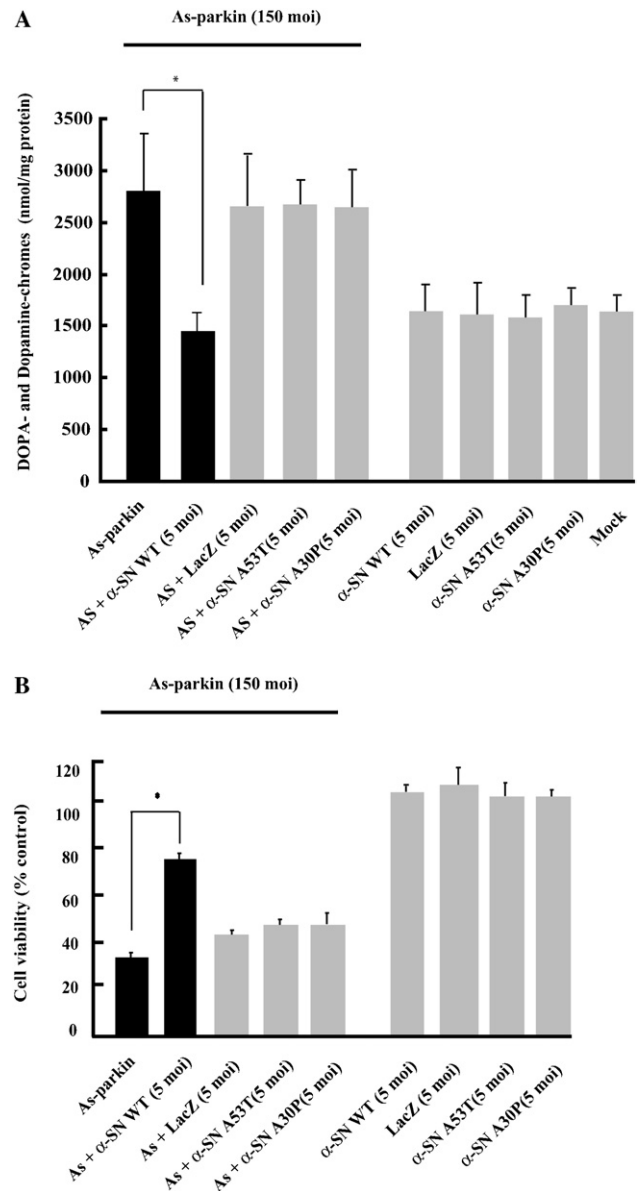 A
As-parkin (150 moi)
*
DOPA- and Dopamine-chromes (nmol/mg protein)
3500
3000
2500
2000
1500
1000
500
0
As-parkin
AS + α-SN WT (5 moi)
AS + LacZ (5 moi)
AS + α-SN A53T(5 moi)
AS + α-SN A30P(5 moi)
α-SN WT (5 moi)
LacZ (5 moi)
α-SN A53T(5 moi)
α-SN A30P(5 moi)
Mock
B
As-parkin (150 moi)
*
Cell viability (% control)
120
100
80
60
40
20
0
As-parkin
As + α-SN WT (5 moi)
As + LacZ (5 moi)
As + α-SN A53T(5 moi)
As + α-SN A30P(5 moi)
α-SN WT (5 moi)
LacZ (5 moi)
α-SN A53T(5 moi)
α-SN A30P(5 moi)